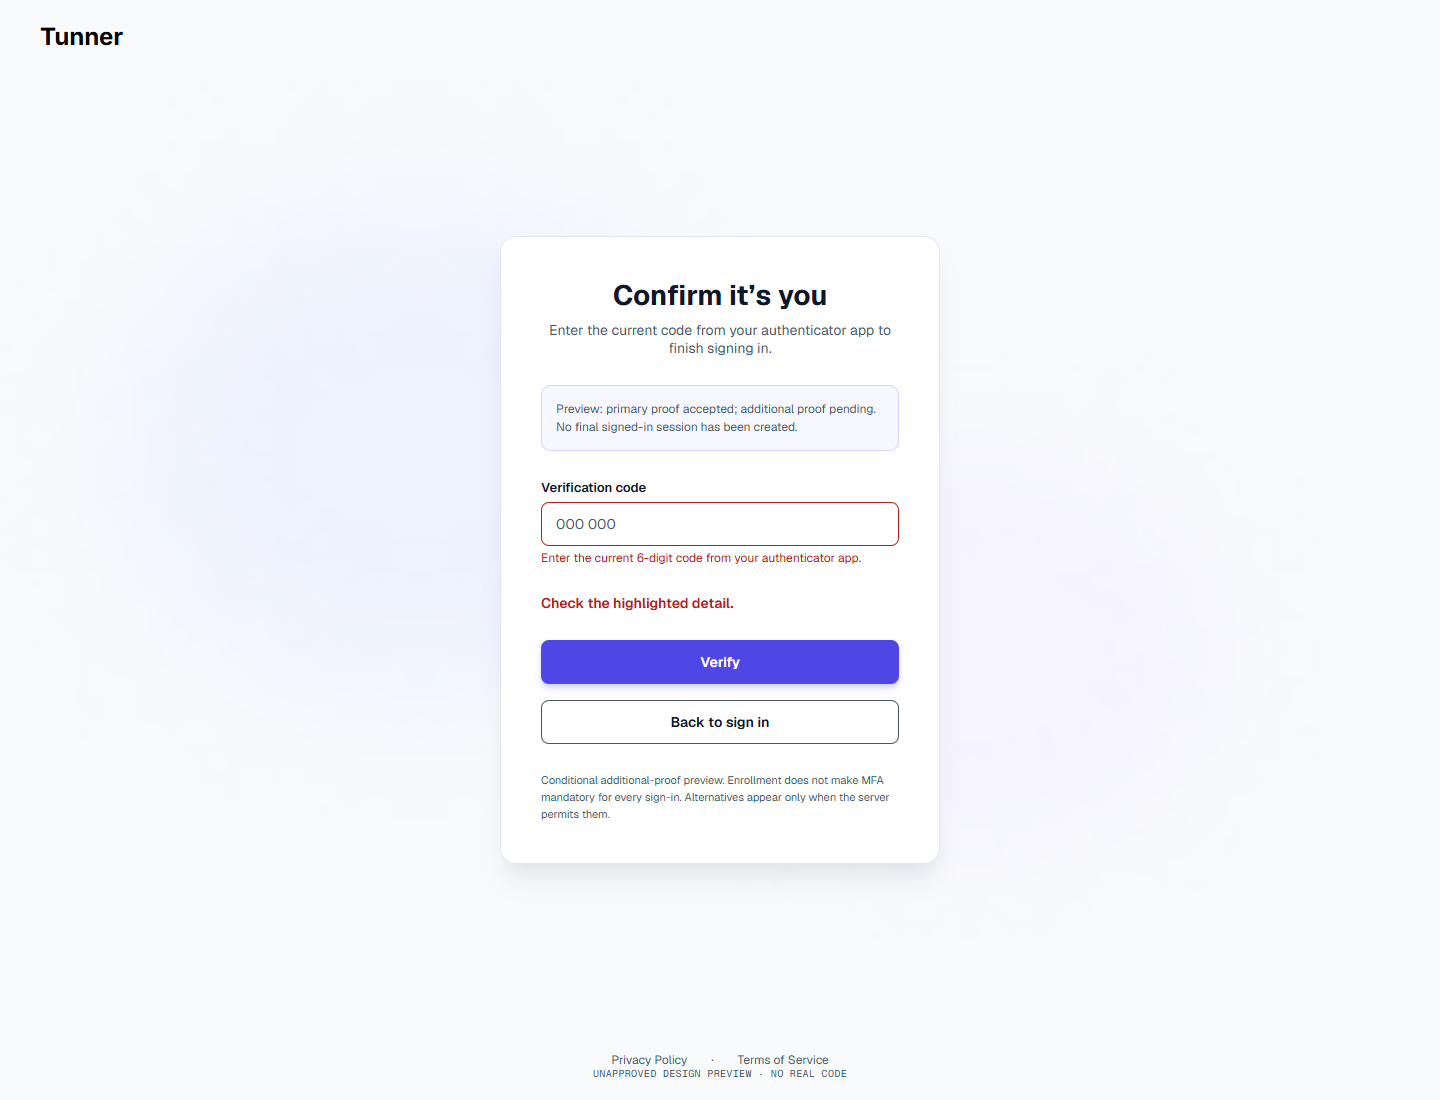 Tunner
Confirm it’s you
Enter the current code from your authenticator app to
finish signing in.
Preview: primary proof accepted; additional proof pending.
No final signed-in session has been created.
Verification code
000 000
Enter the current 6-digit code from your authenticator app.
Check the highlighted detail.
Verify
Back to sign in
Conditional additional-proof preview. Enrollment does not make MFA
mandatory for every sign-in. Alternatives appear only when the server
permits them.
Privacy Policy · Terms of Service
UNAPPROVED DESIGN PREVIEW · NO REAL CODE